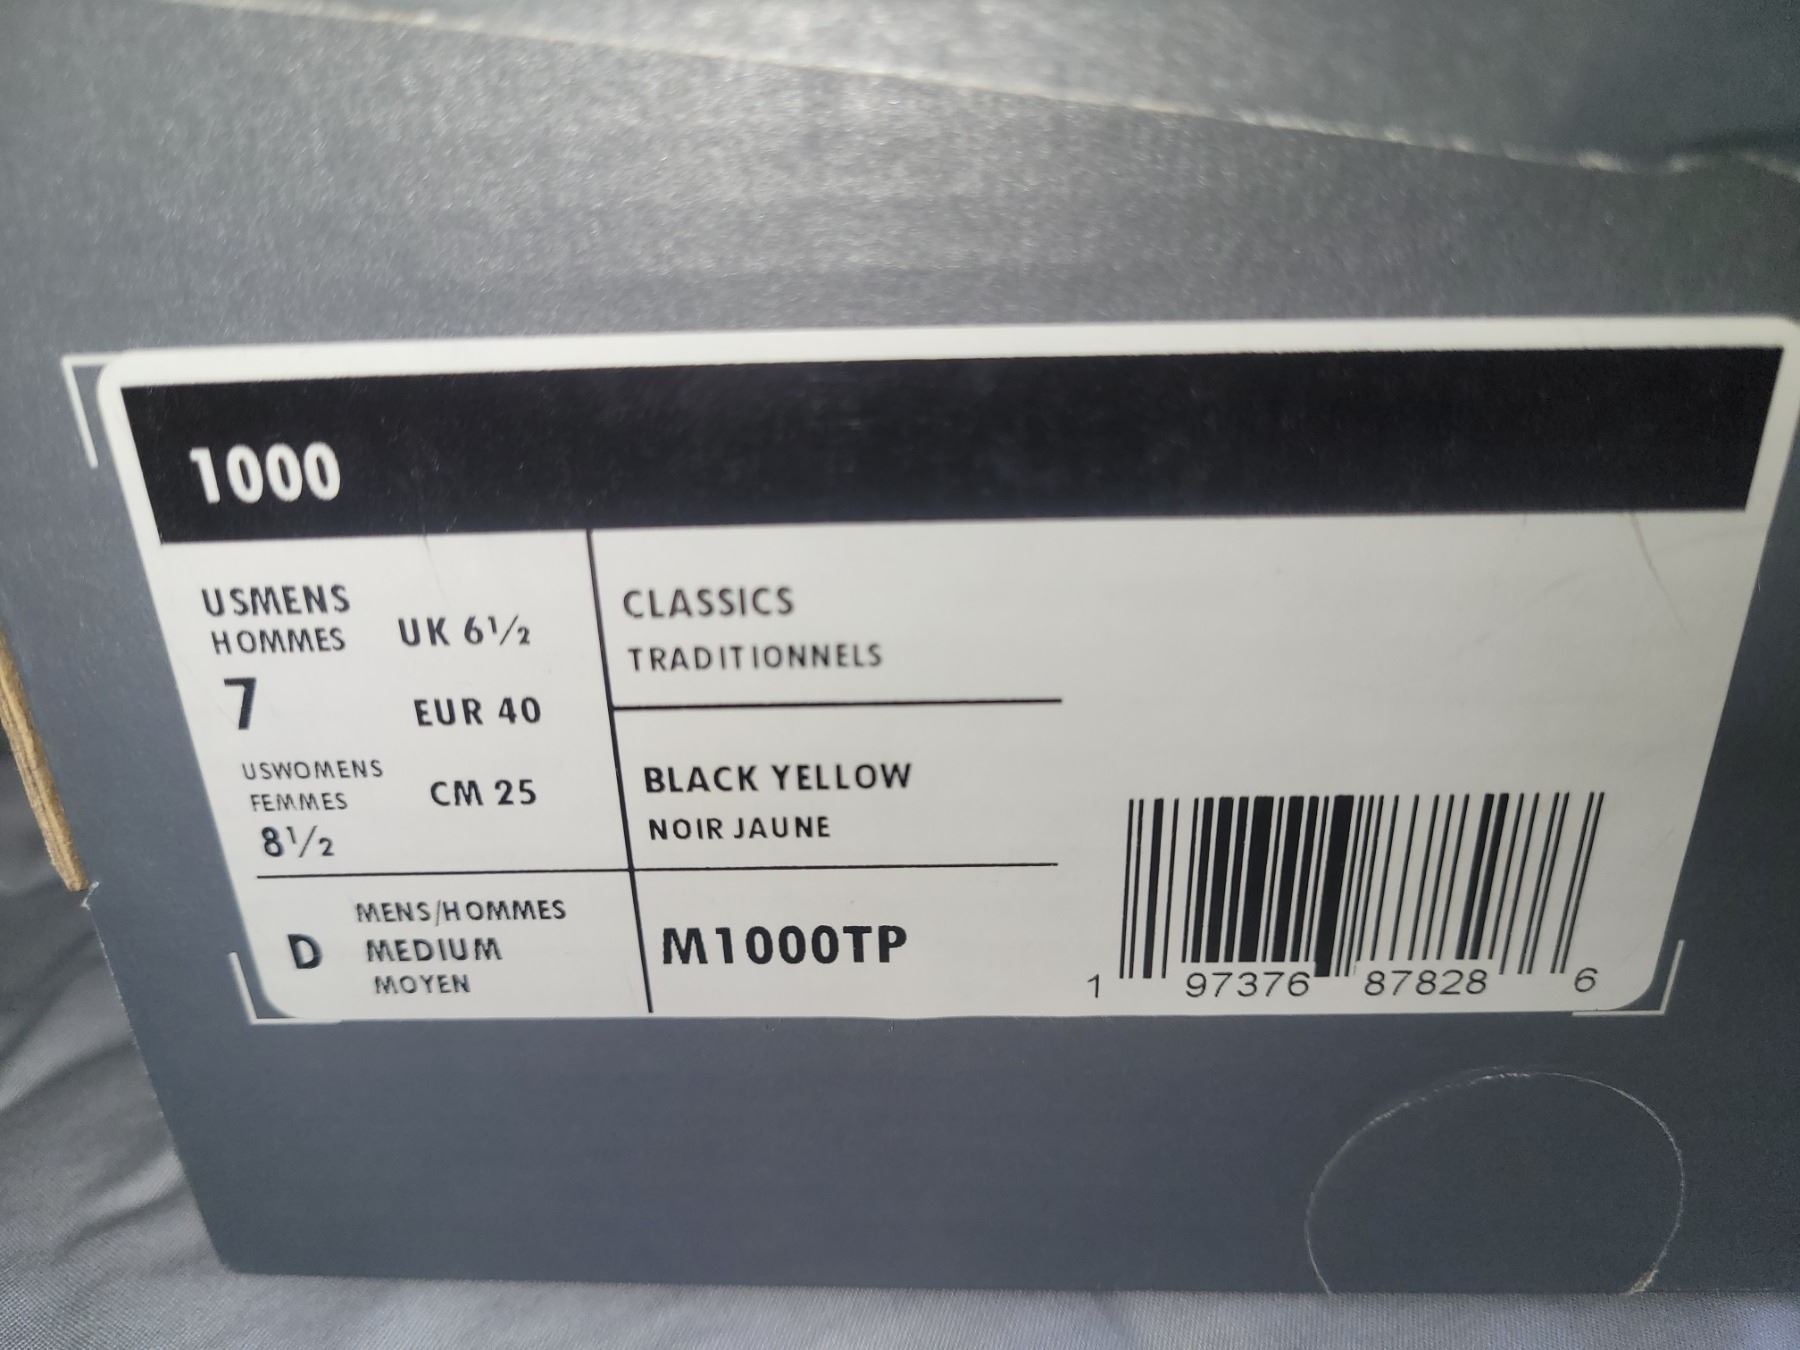 1000
USMENS
HOMMES
7
UK 6½
EUR 40
CM 25
USWOMENS
FEMMES
8½
D
MENS/HOMMES
MEDIUM
MOYEN
CLASSICS
TRADITIONNELS
BLACK YELLOW
NOIR JAUNE
M1000TP
1 97376 87828 6